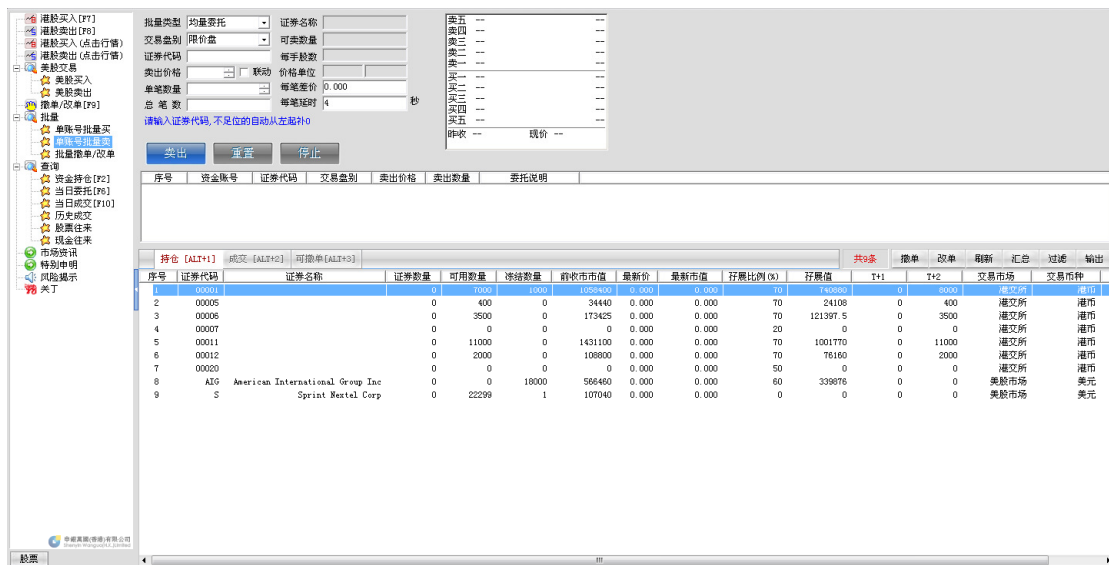 港股买入[F7]
港股卖出[F8]
港股买入(点击行情)
港股卖出(点击行情)
美股交易
美股买入
美股卖出
撤单/改单[F9]
批量
单账号批量买
单账号批量卖
批量撤单/改单
查询
资金持仓[F2]
当日委托[F6]
当日成交[F10]
历史成交
股票往来
现金往来
市场资讯
特别申明
风险揭示
关于
申銀萬國(香港)有限公司
股票
批量类型 均量委托 证券名称
交易盘别 限价盘 可卖数量
证券代码 每手股数
卖出价格 联动 价格单位
单笔数量 每笔差价 0.000
总 笔 数 每笔延时 4 秒
请输入证券代码,不足位的自动从左起补0
卖出 重置 停止
卖五 --   --
卖四 --   --
卖三 --   --
卖二 --   --
卖一 --   --
买一 --   --
买二 --   --
买三 --   --
买四 --   --
买五 --   --
昨收 -- 现价 --
序号 资金账号 证券代码 交易盘别 卖出价格 卖出数量 委托说明
持仓 [ALT+1] 成交 [ALT+2] 可撤单[ALT+3] 共9条 撤单 改单 刷新 汇总 过滤 输出
序号 证券代码 证券名称 证券数量 可用数量 冻结数量 前收市市值 最新价 最新市值 孖展比例(%) 孖展值 T+1 T+2 交易市场 交易币种
1 00001 0 7000 1000 1058400 0.000 0.000 70 740880 0 8000 港交所 港币
2 00005 0 400 0 34440 0.000 0.000 70 24108 0 400 港交所 港币
3 00006 0 3500 0 173425 0.000 0.000 70 121397.5 0 3500 港交所 港币
4 00007 0 0 0 0 0.000 0.000 20 0 0 0 港交所 港币
5 00011 0 11000 0 1431100 0.000 0.000 70 1001770 0 11000 港交所 港币
6 00012 0 2000 0 108800 0.000 0.000 70 76160 0 2000 港交所 港币
7 00020 0 0 0 0 0.000 0.000 50 0 0 0 港交所 港币
8 AIG American International Group Inc 0 0 18000 566460 0.000 0.000 60 339876 0 0 美股市场 美元
9 S Sprint Nextel Corp 0 22299 1 107040 0.000 0.000 0 0 0 0 美股市场 美元